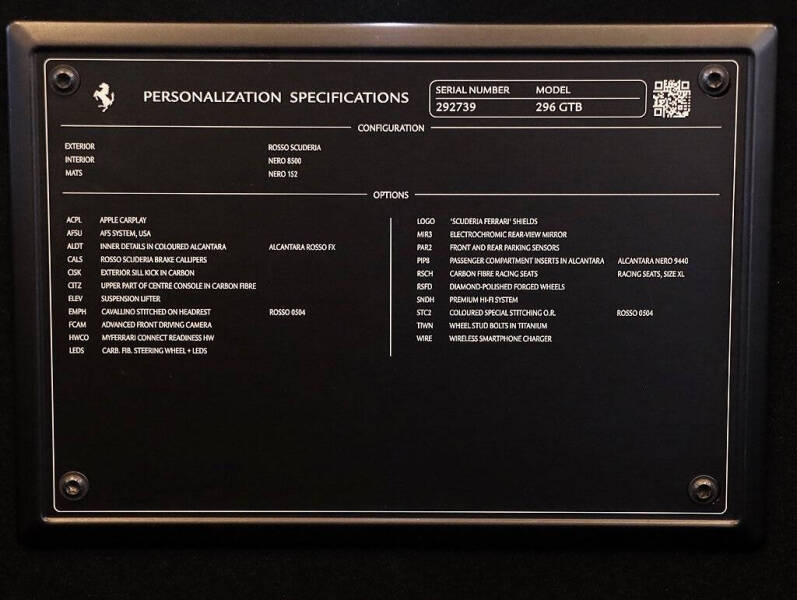 PERSONALIZATION SPECIFICATIONS
SERIAL NUMBER MODEL
292739 296 GTB
CONFIGURATION
EXTERIOR ROSSO SCUDERIA
INTERIOR NERO 8500
MATS NERO 152
OPTIONS
ACPL APPLE CARPLAY
AFSU AFS SYSTEM, USA
ALDT INNER DETAILS IN COLOURED ALCANTARA ALCANTARA ROSSO FX
CALS ROSSO SCUDERIA BRAKE CALLIPERS
CISK EXTERIOR SILL KICK IN CARBON
CITZ UPPER PART OF CENTRE CONSOLE IN CARBON FIBRE
ELEV SUSPENSION LIFTER
EMPH CAVALLINO STITCHED ON HEADREST ROSSO 0504
FCAM ADVANCED FRONT DRIVING CAMERA
HWCO MYFERRARI CONNECT READINESS HW
LEDS CARB. FIB. STEERING WHEEL + LEDS
LOGO 'SCUDERIA FERRARI' SHIELDS
MIR3 ELECTROCHROMIC REAR-VIEW MIRROR
PAR2 FRONT AND REAR PARKING SENSORS
PIP8 PASSENGER COMPARTMENT INSERTS IN ALCANTARA ALCANTARA NERO 9440
RSCH CARBON FIBRE RACING SEATS RACING SEATS, SIZE XL
RSFD DIAMOND-POLISHED FORGED WHEELS
SNDH PREMIUM HI-FI SYSTEM
STC2 COLOURED SPECIAL STITCHING O.R. ROSSO 0504
TIWN WHEEL STUD BOLTS IN TITANIUM
WIRE WIRELESS SMARTPHONE CHARGER